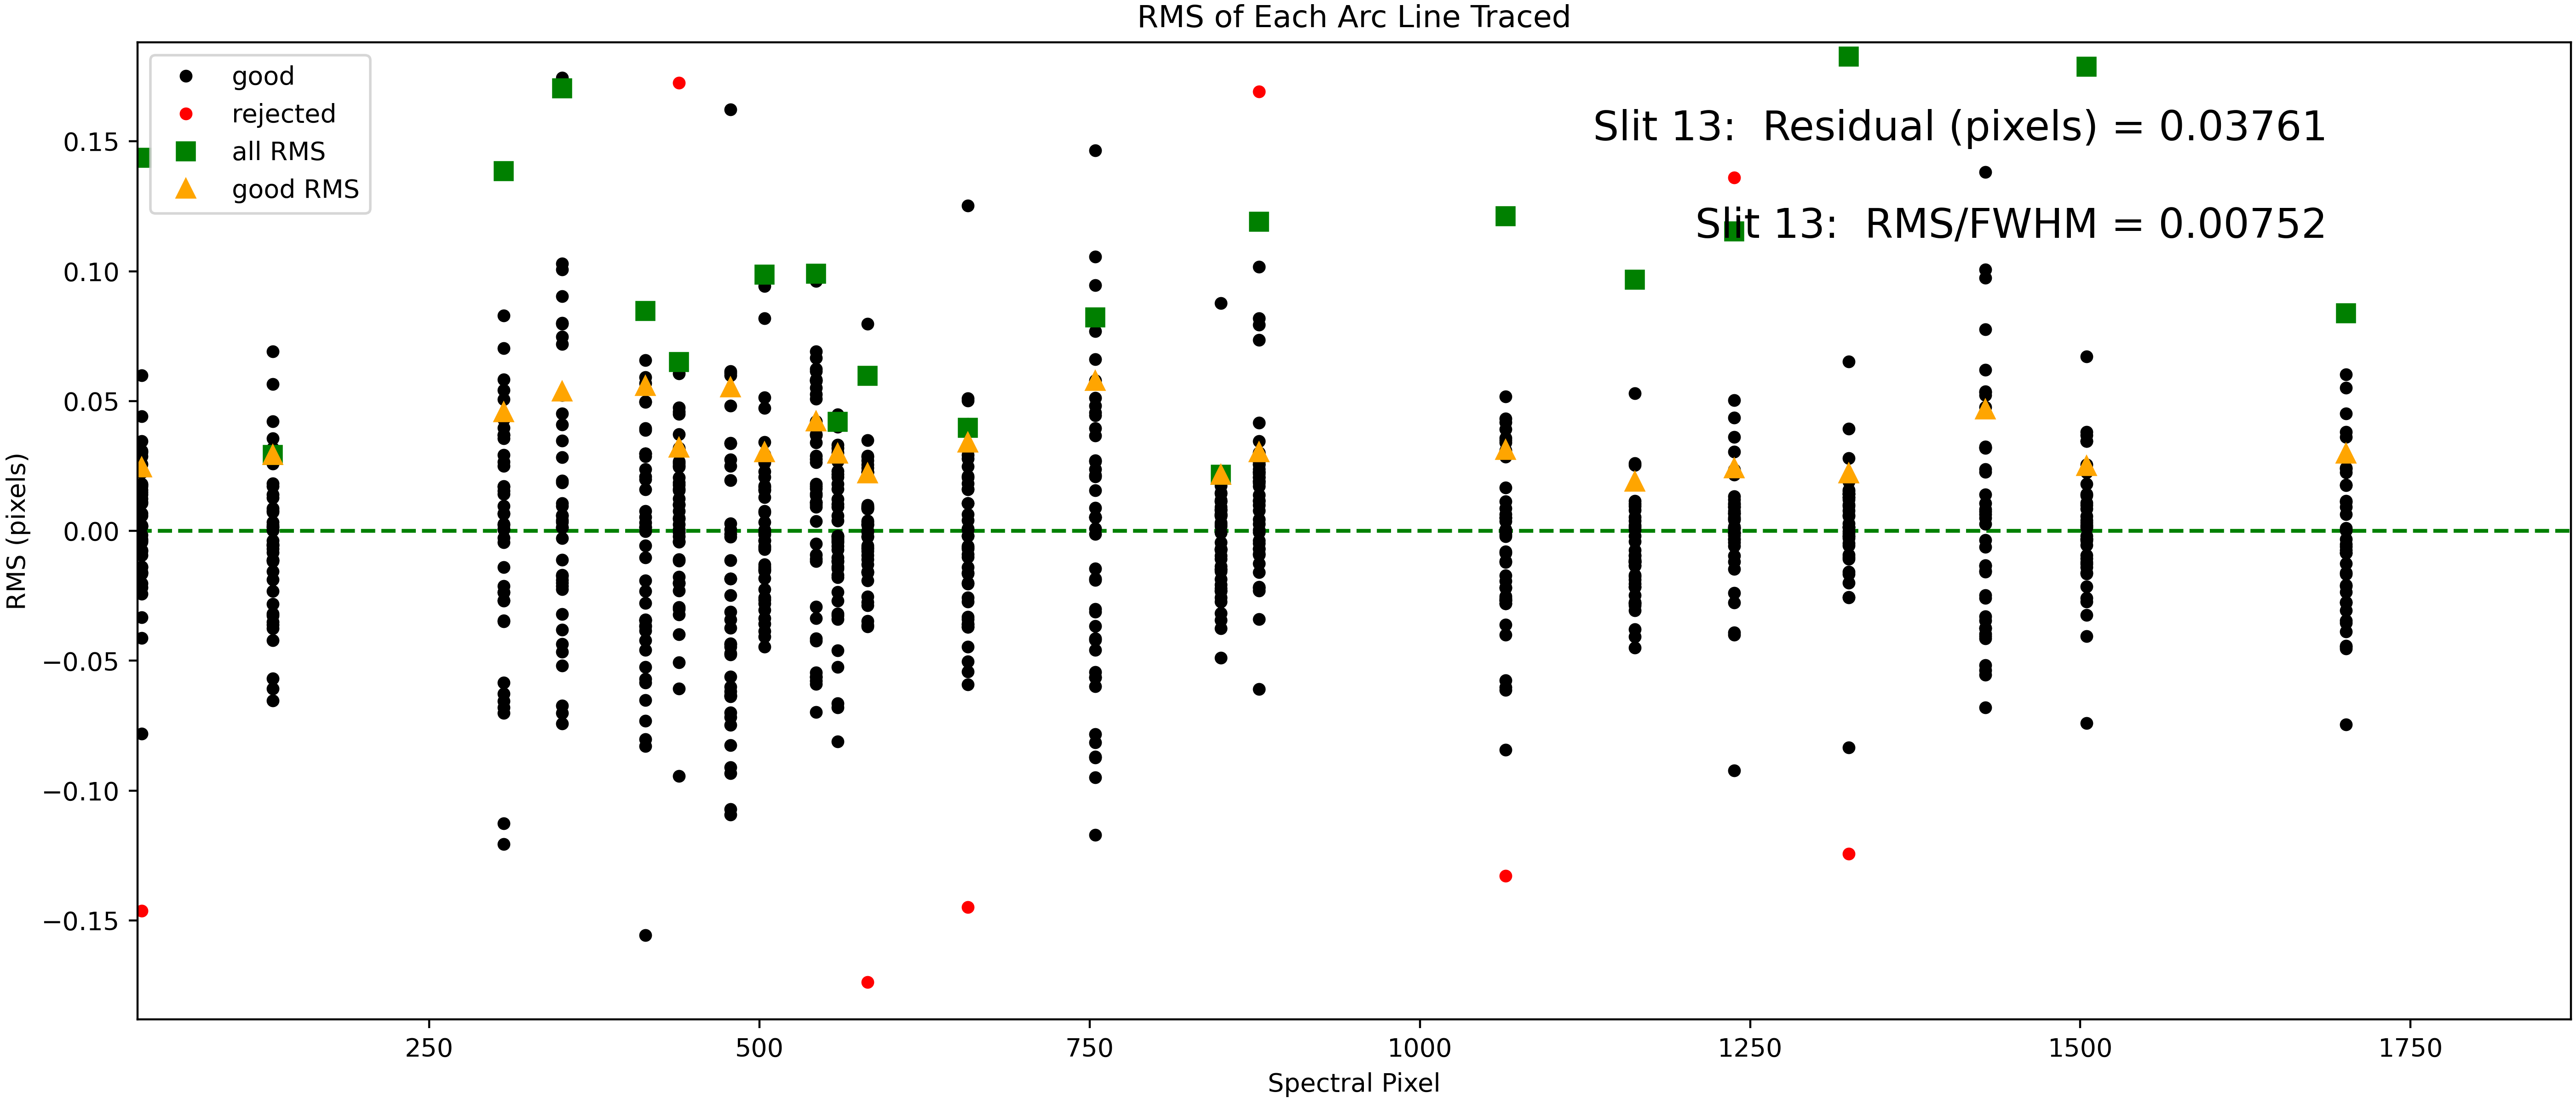 RMS of Each Arc Line Traced
good
rejected
all RMS
good RMS
Slit 13:  Residual (pixels) = 0.03761
Slit 13:  RMS/FWHM = 0.00752
RMS (pixels)
0.15
0.10
0.05
0.00
−0.05
−0.10
−0.15
250 500 750 1000 1250 1500 1750
Spectral Pixel